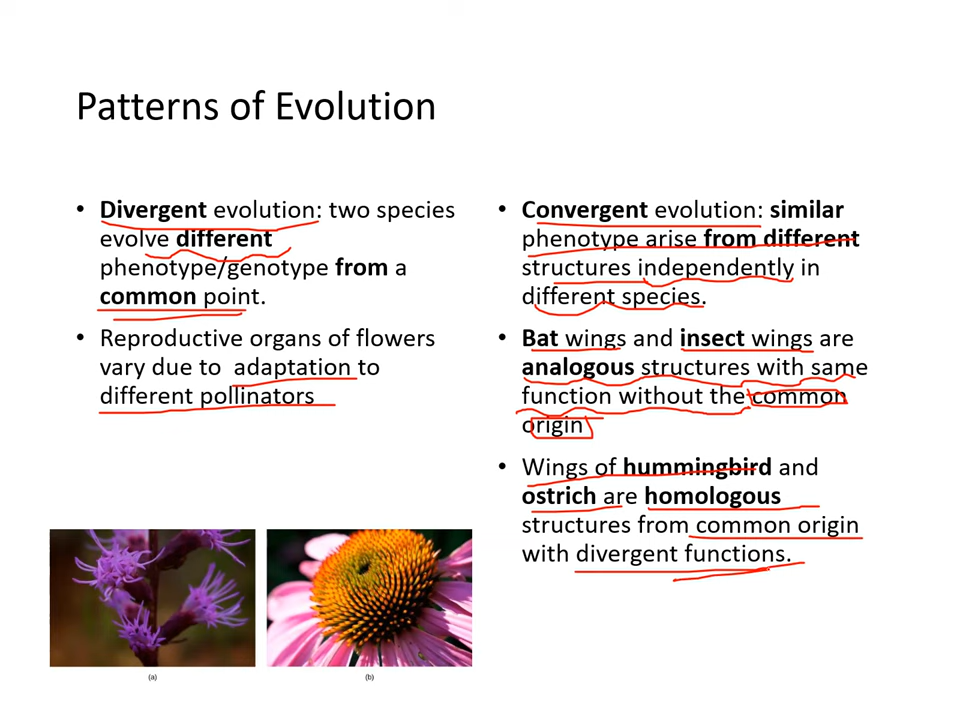 Patterns of Evolution
• Divergent evolution: two species
evolve different
phenotype/genotype from a
common point.
• Reproductive organs of flowers
vary due to adaptation to
different pollinators
• Convergent evolution: similar
phenotype arise from different
structures independently in
different species.
• Bat wings and insect wings are
analogous structures with same
function without the common
origin
• Wings of hummingbird and
ostrich are homologous
structures from common origin
with divergent functions.
(a)
(b)